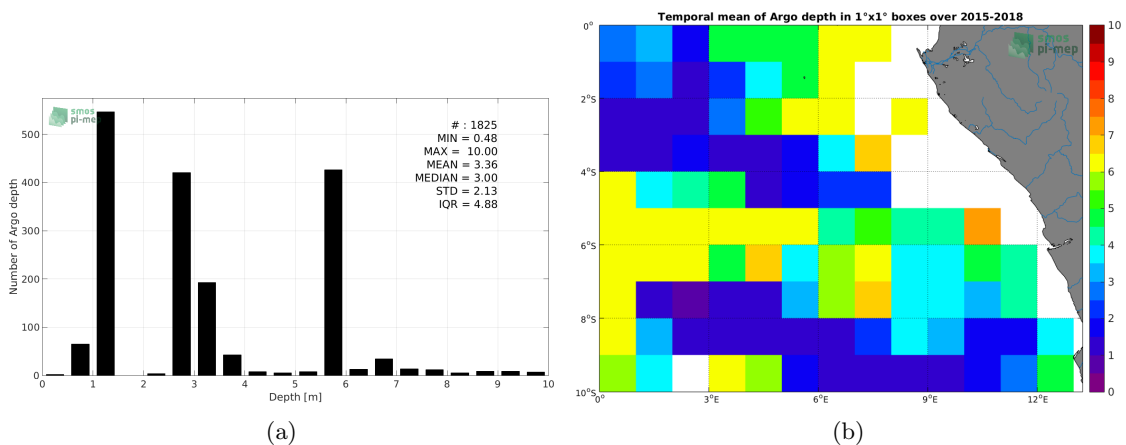 smos
pi-mep
# : 1825
MIN = 0.48
MAX = 10.00
MEAN = 3.36
MEDIAN = 3.00
STD = 2.13
IQR = 4.88
Number of Argo depth
500
400
300
200
100
0
0 1 2 3 4 5 6 7 8 9 10
Depth [m]
(a)
Temporal mean of Argo depth in 1°x1° boxes over 2015-2018
smos
pi-mep
0°
2°S
4°S
6°S
8°S
10°S
0° 3°E 6°E 9°E 12°E
10
9
8
7
6
5
4
3
2
1
0
(b)